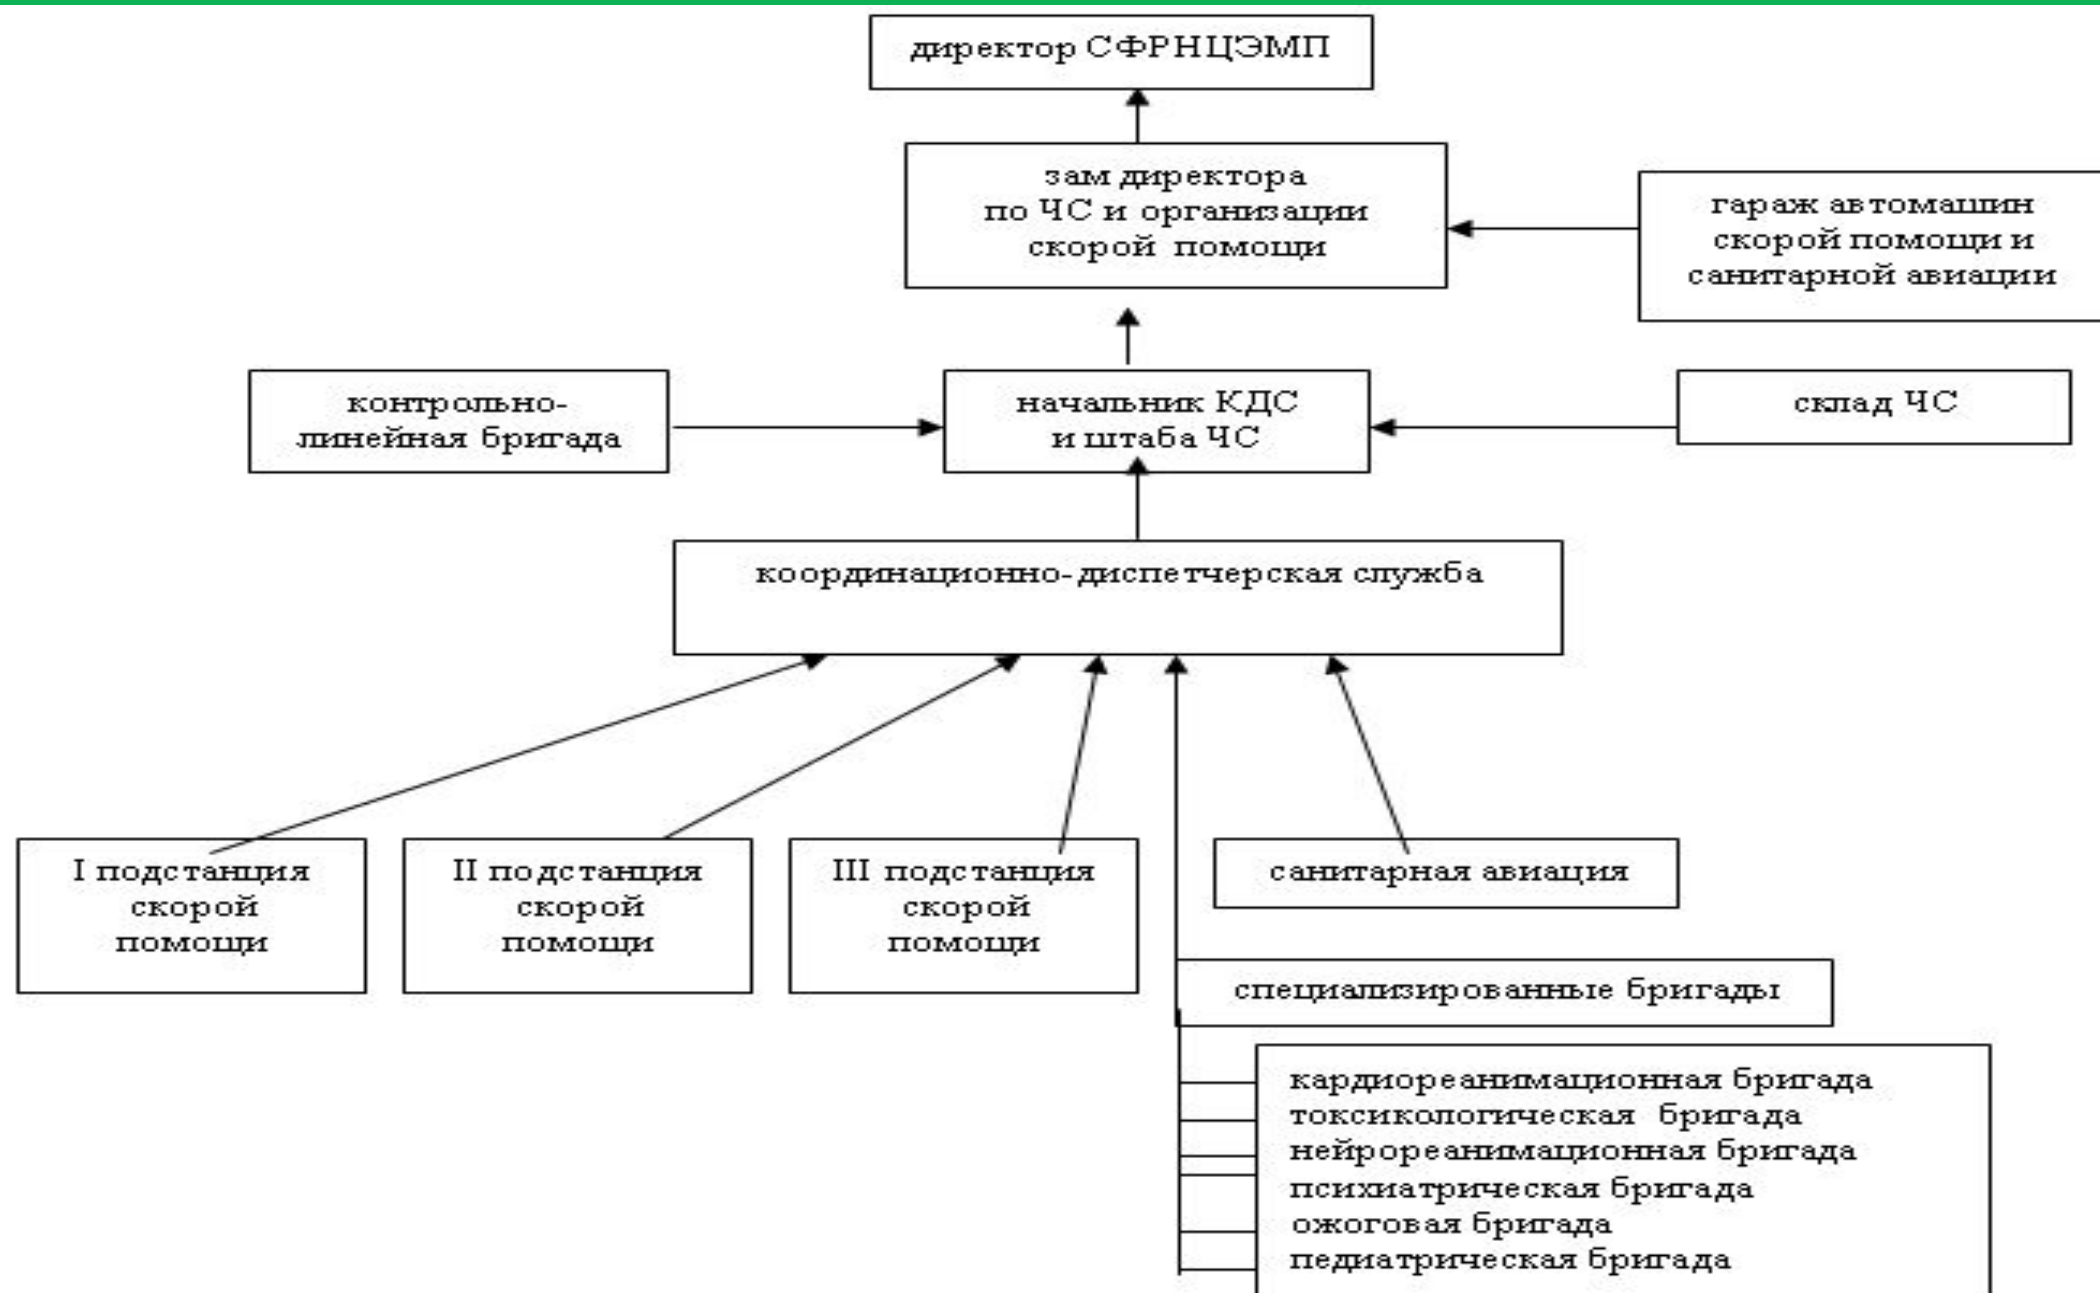 директор СФРНЦЭМП
зам директора
по ЧС и организации
скорой помощи
гараж автомашин
скорой помощи и
санитарной авиации
контрольно-
линейная бригада
начальник КДС
и штаба ЧС
склад ЧС
координационно-диспетчерская служба
I подстанция
скорой
помощи
II подстанция
скорой
помощи
III подстанция
скорой
помощи
санитарная авиация
специализированные бригады
кардиореанимационная бригада
токсикологическая бригада
нейрореанимационная бригада
психиатрическая бригада
ожоговая бригада
педиатрическая бригада